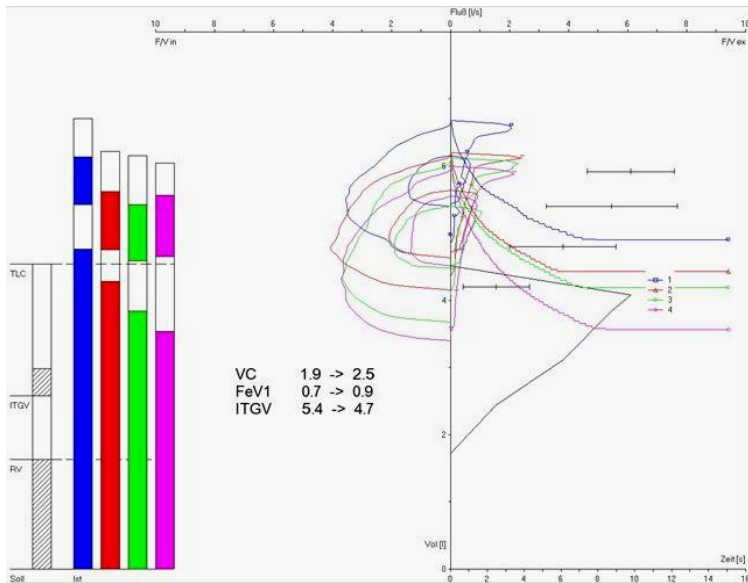 Fluß [l/s]
10 8 6 4 2 0 2 4 6 8 10
F/V in F/V ex
6
TLC
1
2
4 3
4
VC 1.9 -> 2.5
FeV1 0.7 -> 0.9
ITGV 5.4 -> 4.7
ITGV
2
RV
Vol [l] Zeit [s]
0
Soll Ist 0 2 4 6 8 10 12 14 16